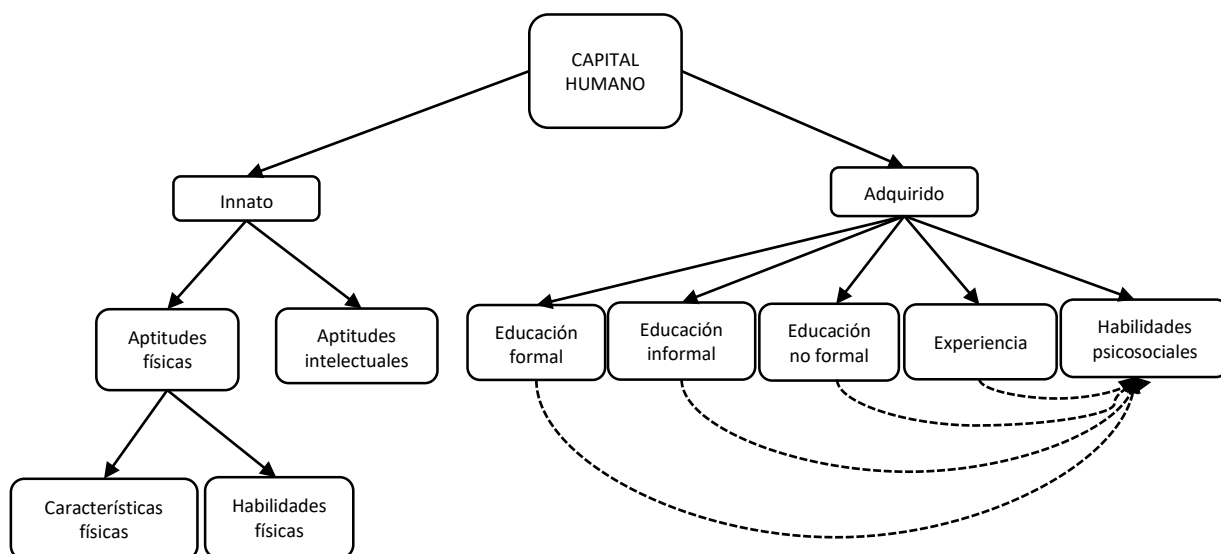 CAPITAL
HUMANO
Innato
Adquirido
Aptitudes
físicas
Aptitudes
intelectuales
Educación
formal
Educación
informal
Educación
no formal
Experiencia
Habilidades
psicosociales
Características
físicas
Habilidades
físicas